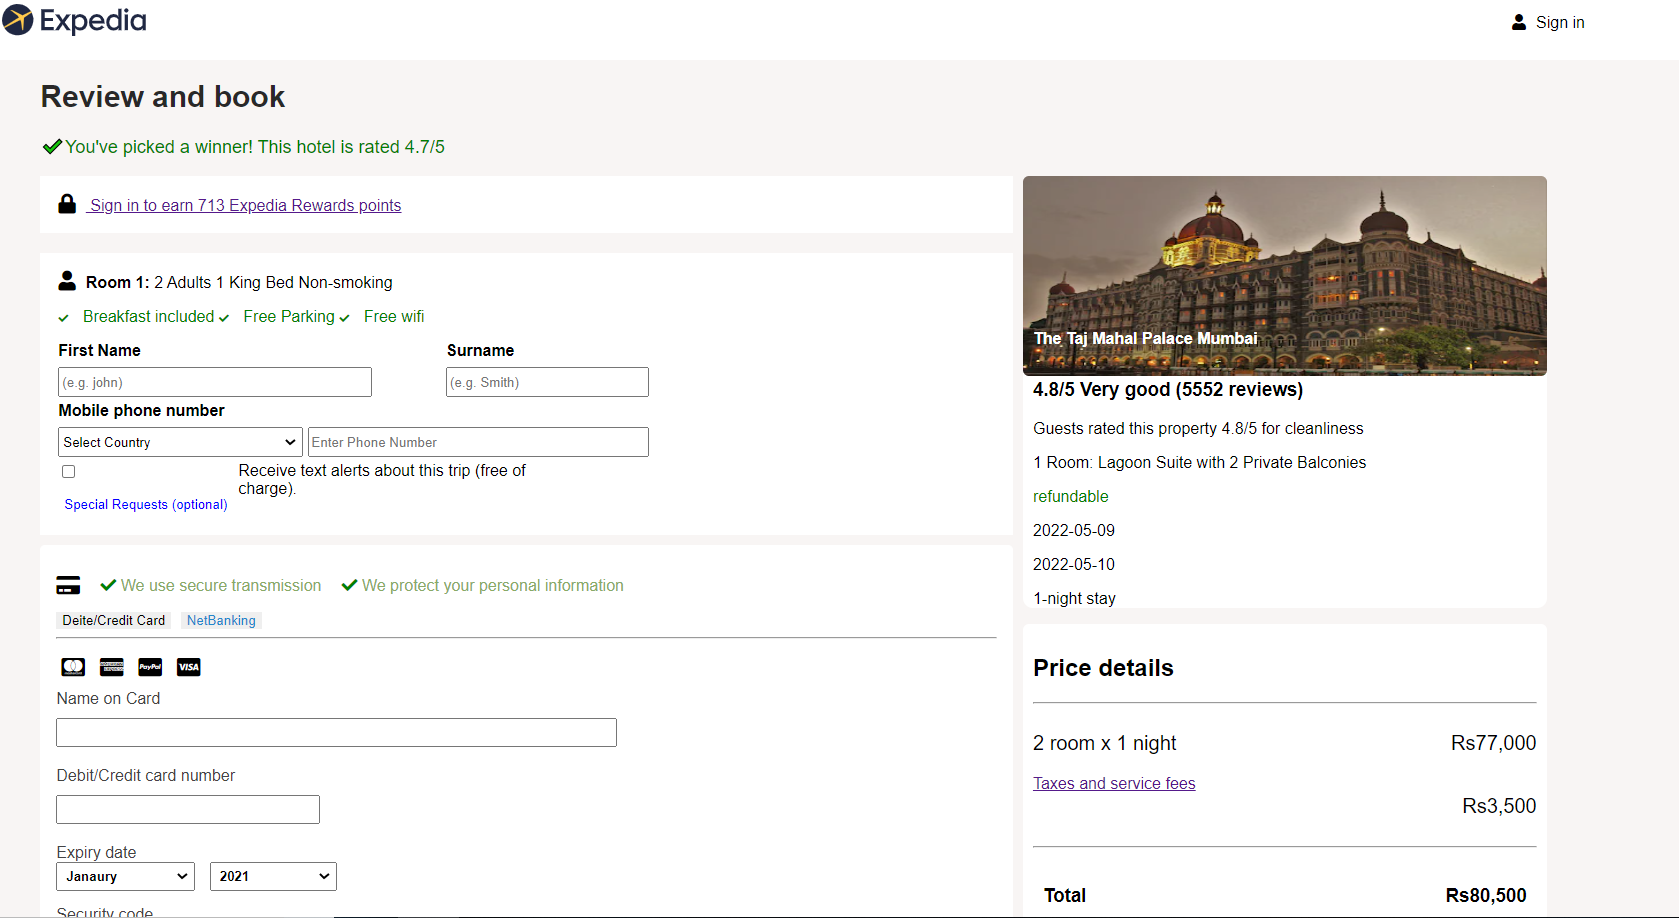 Expedia
Sign in
Review and book
You've picked a winner! This hotel is rated 4.7/5
Sign in to earn 713 Expedia Rewards points
Room 1: 2 Adults 1 King Bed Non-smoking
Breakfast included Free Parking Free wifi
First Name Surname
(e.g. john) (e.g. Smith)
Mobile phone number
Select Country Enter Phone Number
Receive text alerts about this trip (free of
charge).
Special Requests (optional)
We use secure transmission We protect your personal information
Deite/Credit Card NetBanking
PayPal VISA
Name on Card
Debit/Credit card number
Expiry date
Janaury 2021
Security code
The Taj Mahal Palace Mumbai
4.8/5 Very good (5552 reviews)
Guests rated this property 4.8/5 for cleanliness
1 Room: Lagoon Suite with 2 Private Balconies
refundable
2022-05-09
2022-05-10
1-night stay
Price details
2 room x 1 night Rs77,000
Taxes and service fees
Rs3,500
Total Rs80,500